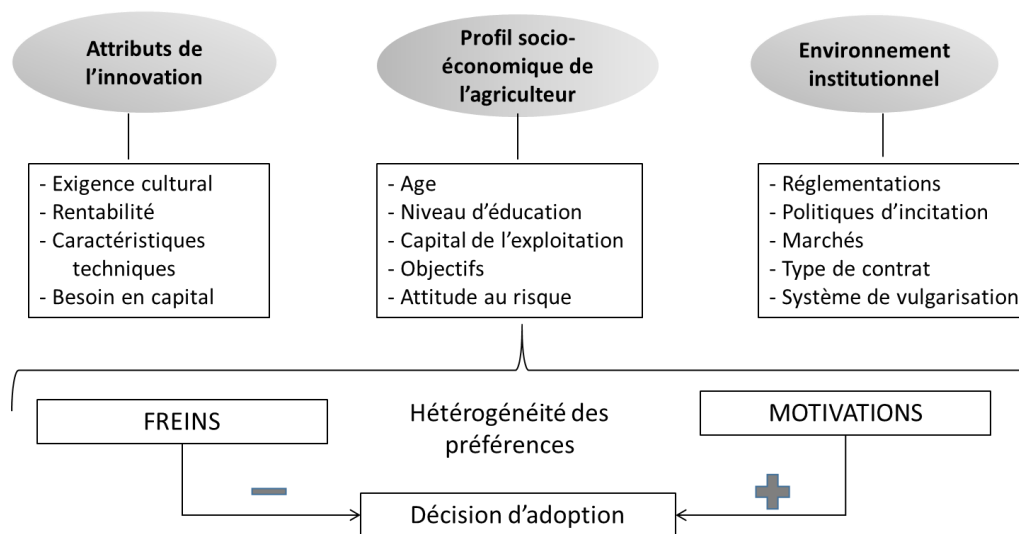 Attributs de
l'innovation
Profil socio-
économique de
l'agriculteur
Environnement
institutionnel
- Exigence cultural
- Rentabilité
- Caractéristiques
techniques
- Besoin en capital
- Age
- Niveau d'éducation
- Capital de l'exploitation
- Objectifs
- Attitude au risque
- Réglementations
- Politiques d'incitation
- Marchés
- Type de contrat
- Système de vulgarisation
FREINS
Hétérogénéité des
préférences
MOTIVATIONS
Décision d'adoption